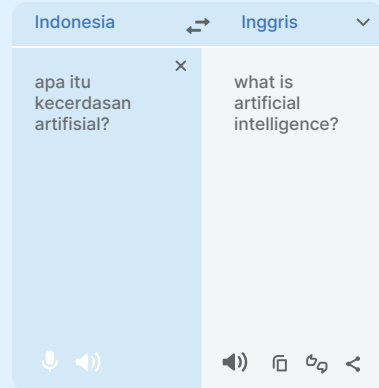 Indonesia
Inggris
apa itu
kecerdasan
artifisial?
what is
artificial
intelligence?